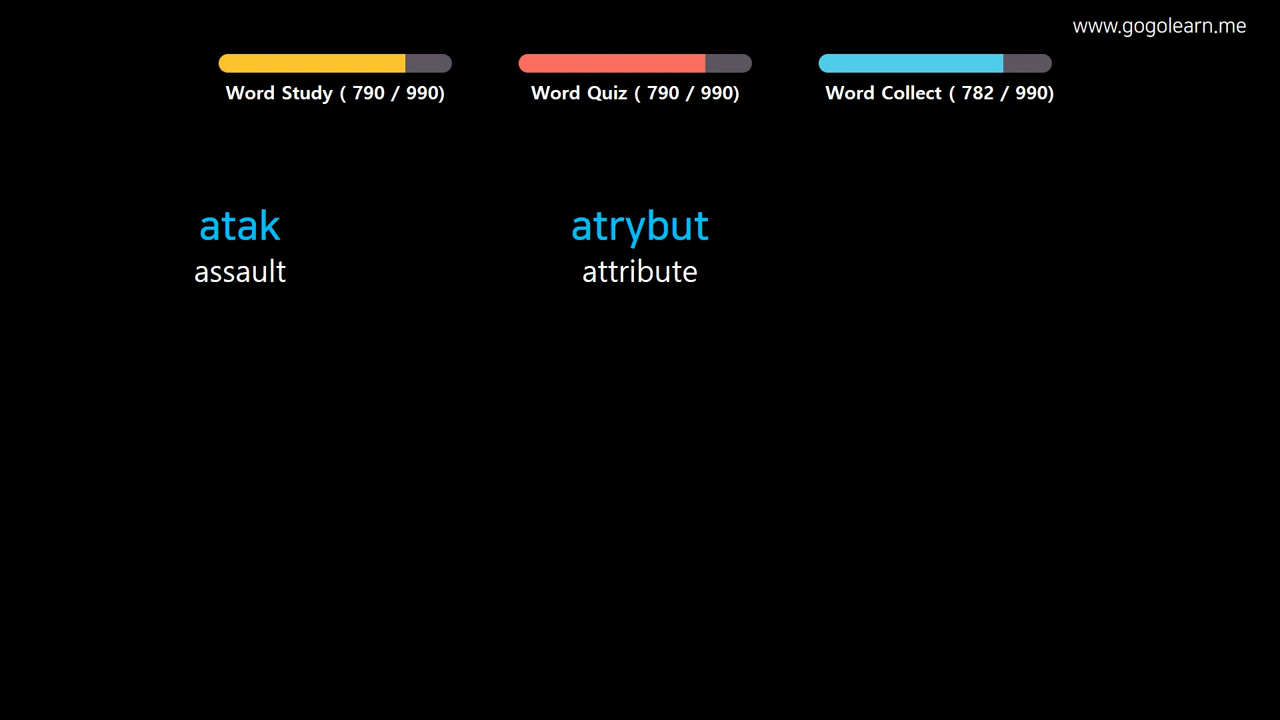 www.gogolearn.me
Word Study ( 790 / 990)
Word Quiz ( 790 / 990)
Word Collect ( 782 / 990)
atak
assault
atrybut
attribute